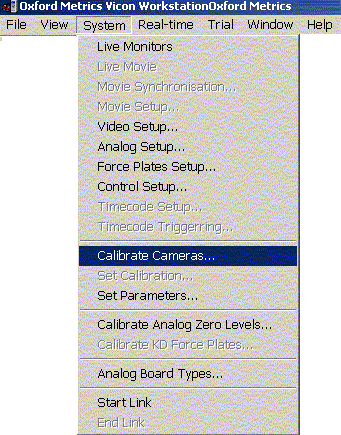 Oxford Metrics Vicon WorkstationOxford Metrics
File View System Real-time Trial Window Help
Live Monitors
Live Movie
Movie Synchronisation...
Movie Setup...
Video Setup...
Analog Setup...
Force Plates Setup...
Control Setup...
Timecode Setup...
Timecode Triggerring...
Calibrate Cameras...
Set Calibration...
Set Parameters...
Calibrate Analog Zero Levels...
Calibrate KD Force Plates...
Analog Board Types...
Start Link
End Link